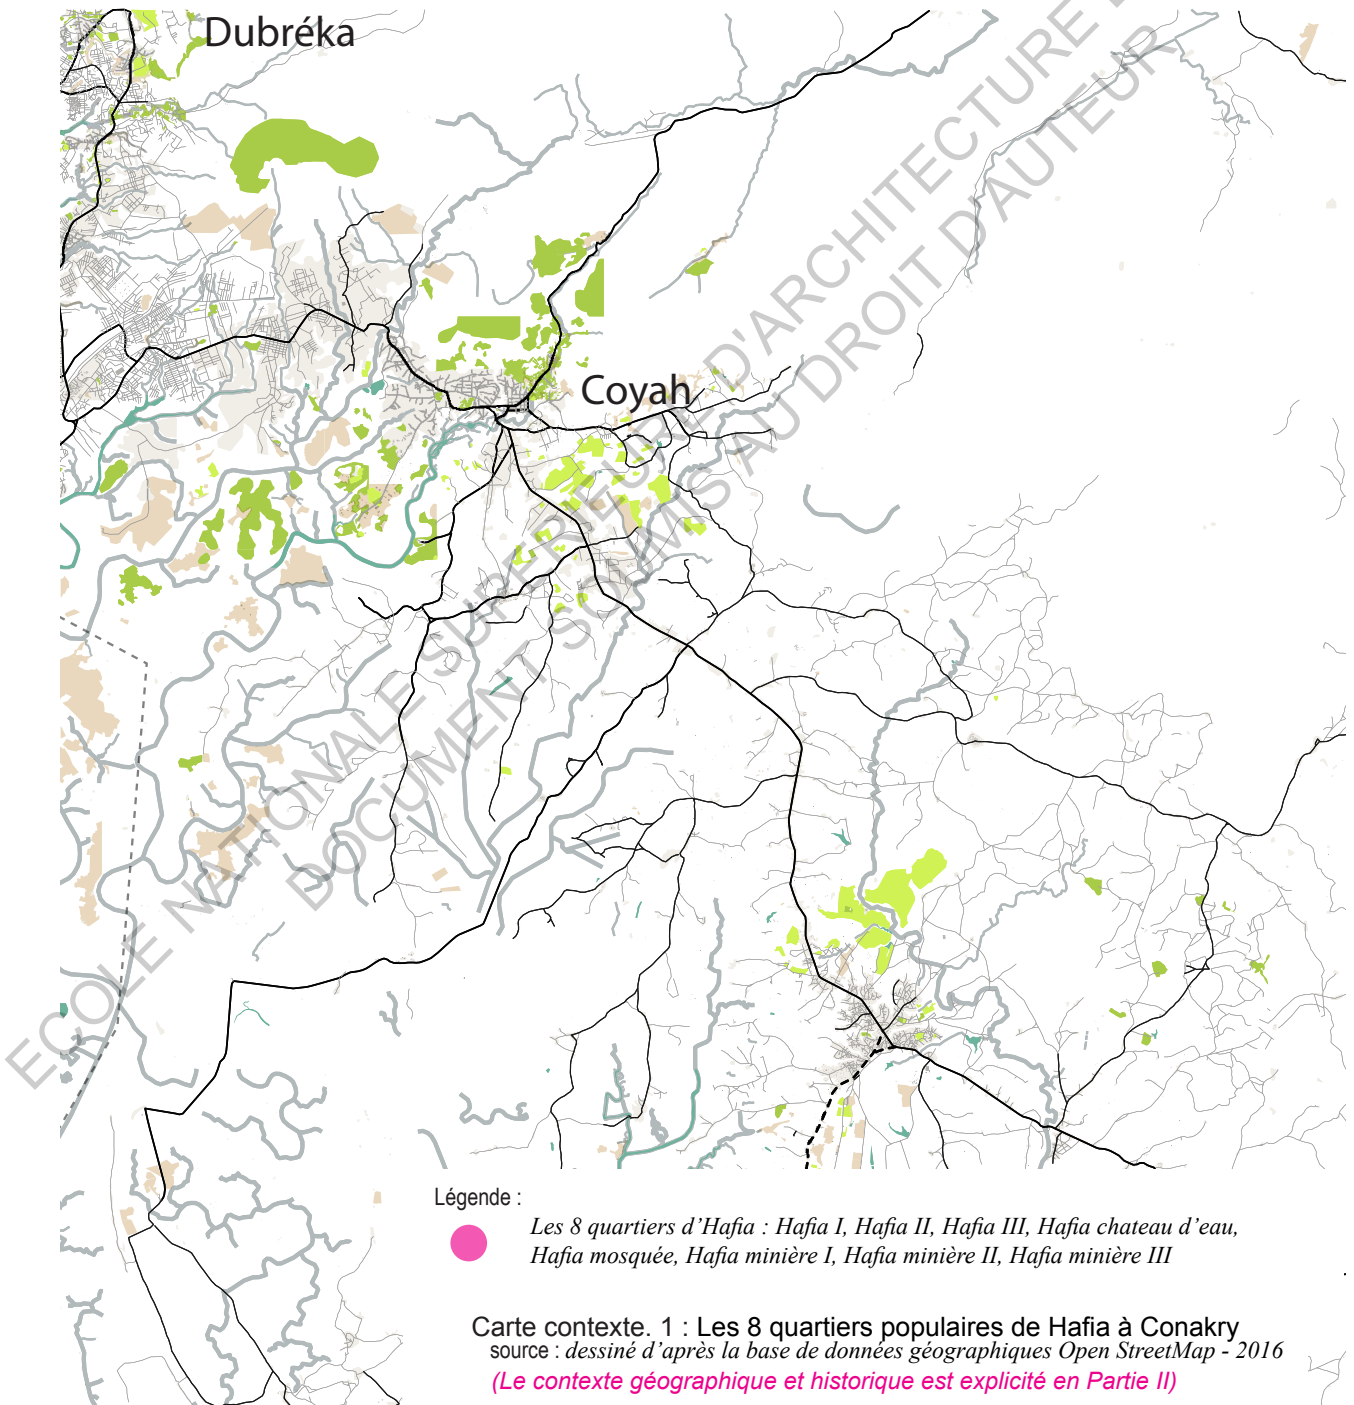 Dubréka
Coyah
ECOLE NATIONALE SUPERIEURE D'ARCHITECTURE
DOCUMENT SOUMIS AU DROIT D'AUTEUR
Légende :
Les 8 quartiers d’Hafia : Hafia I, Hafia II, Hafia III, Hafia chateau d’eau,
Hafia mosquée, Hafia minière I, Hafia minière II, Hafia minière III
Carte contexte. 1 : Les 8 quartiers populaires de Hafia à Conakry
source : dessiné d’après la base de données géographiques Open StreetMap - 2016
(Le contexte géographique et historique est explicité en Partie II)